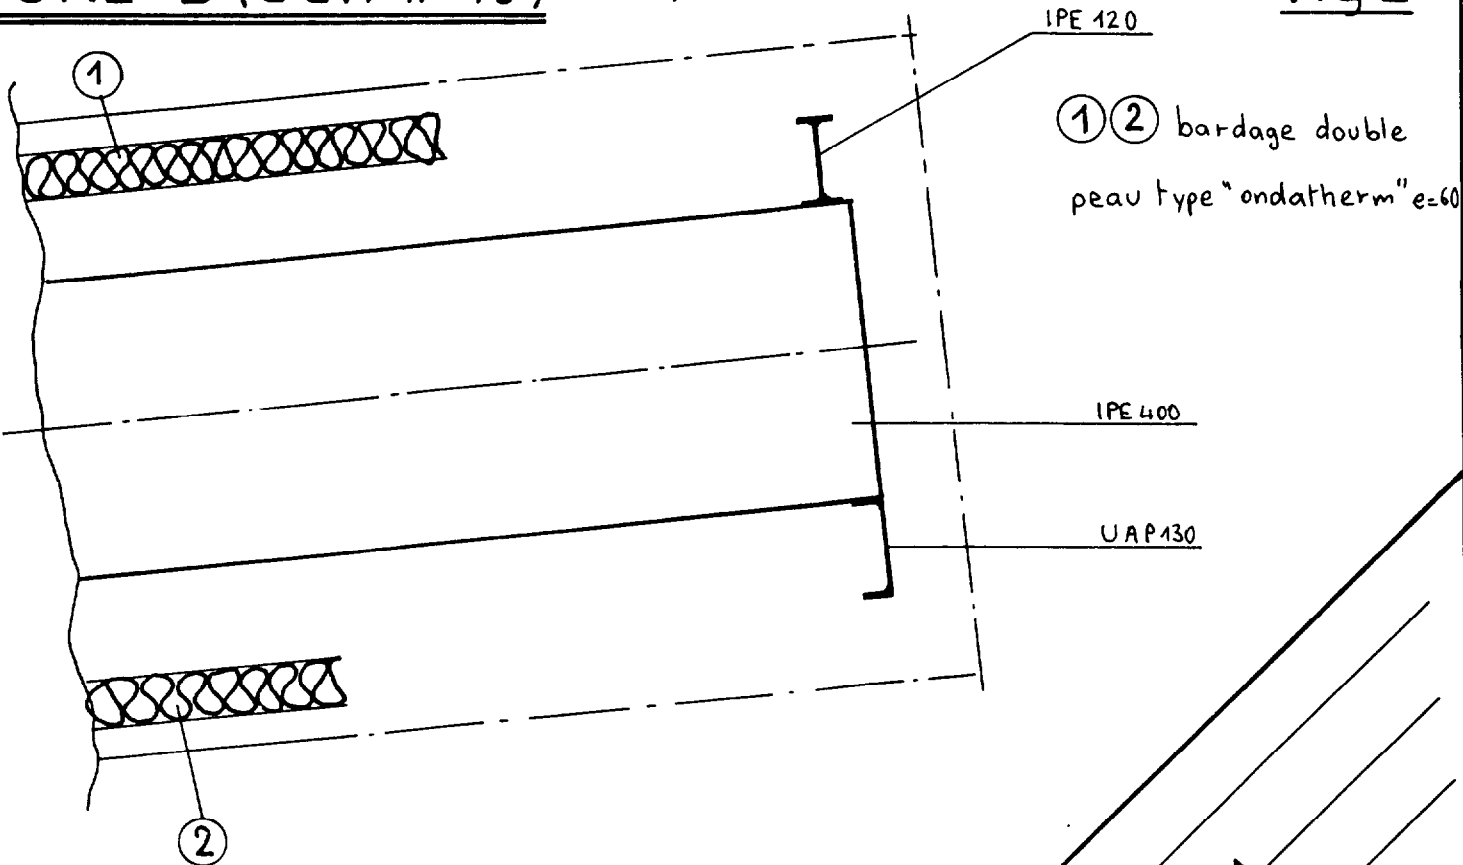 IPE 120
1
1 2 bardage double
peau type "ondatherm" e=60
IPE 400
UAP 130
2